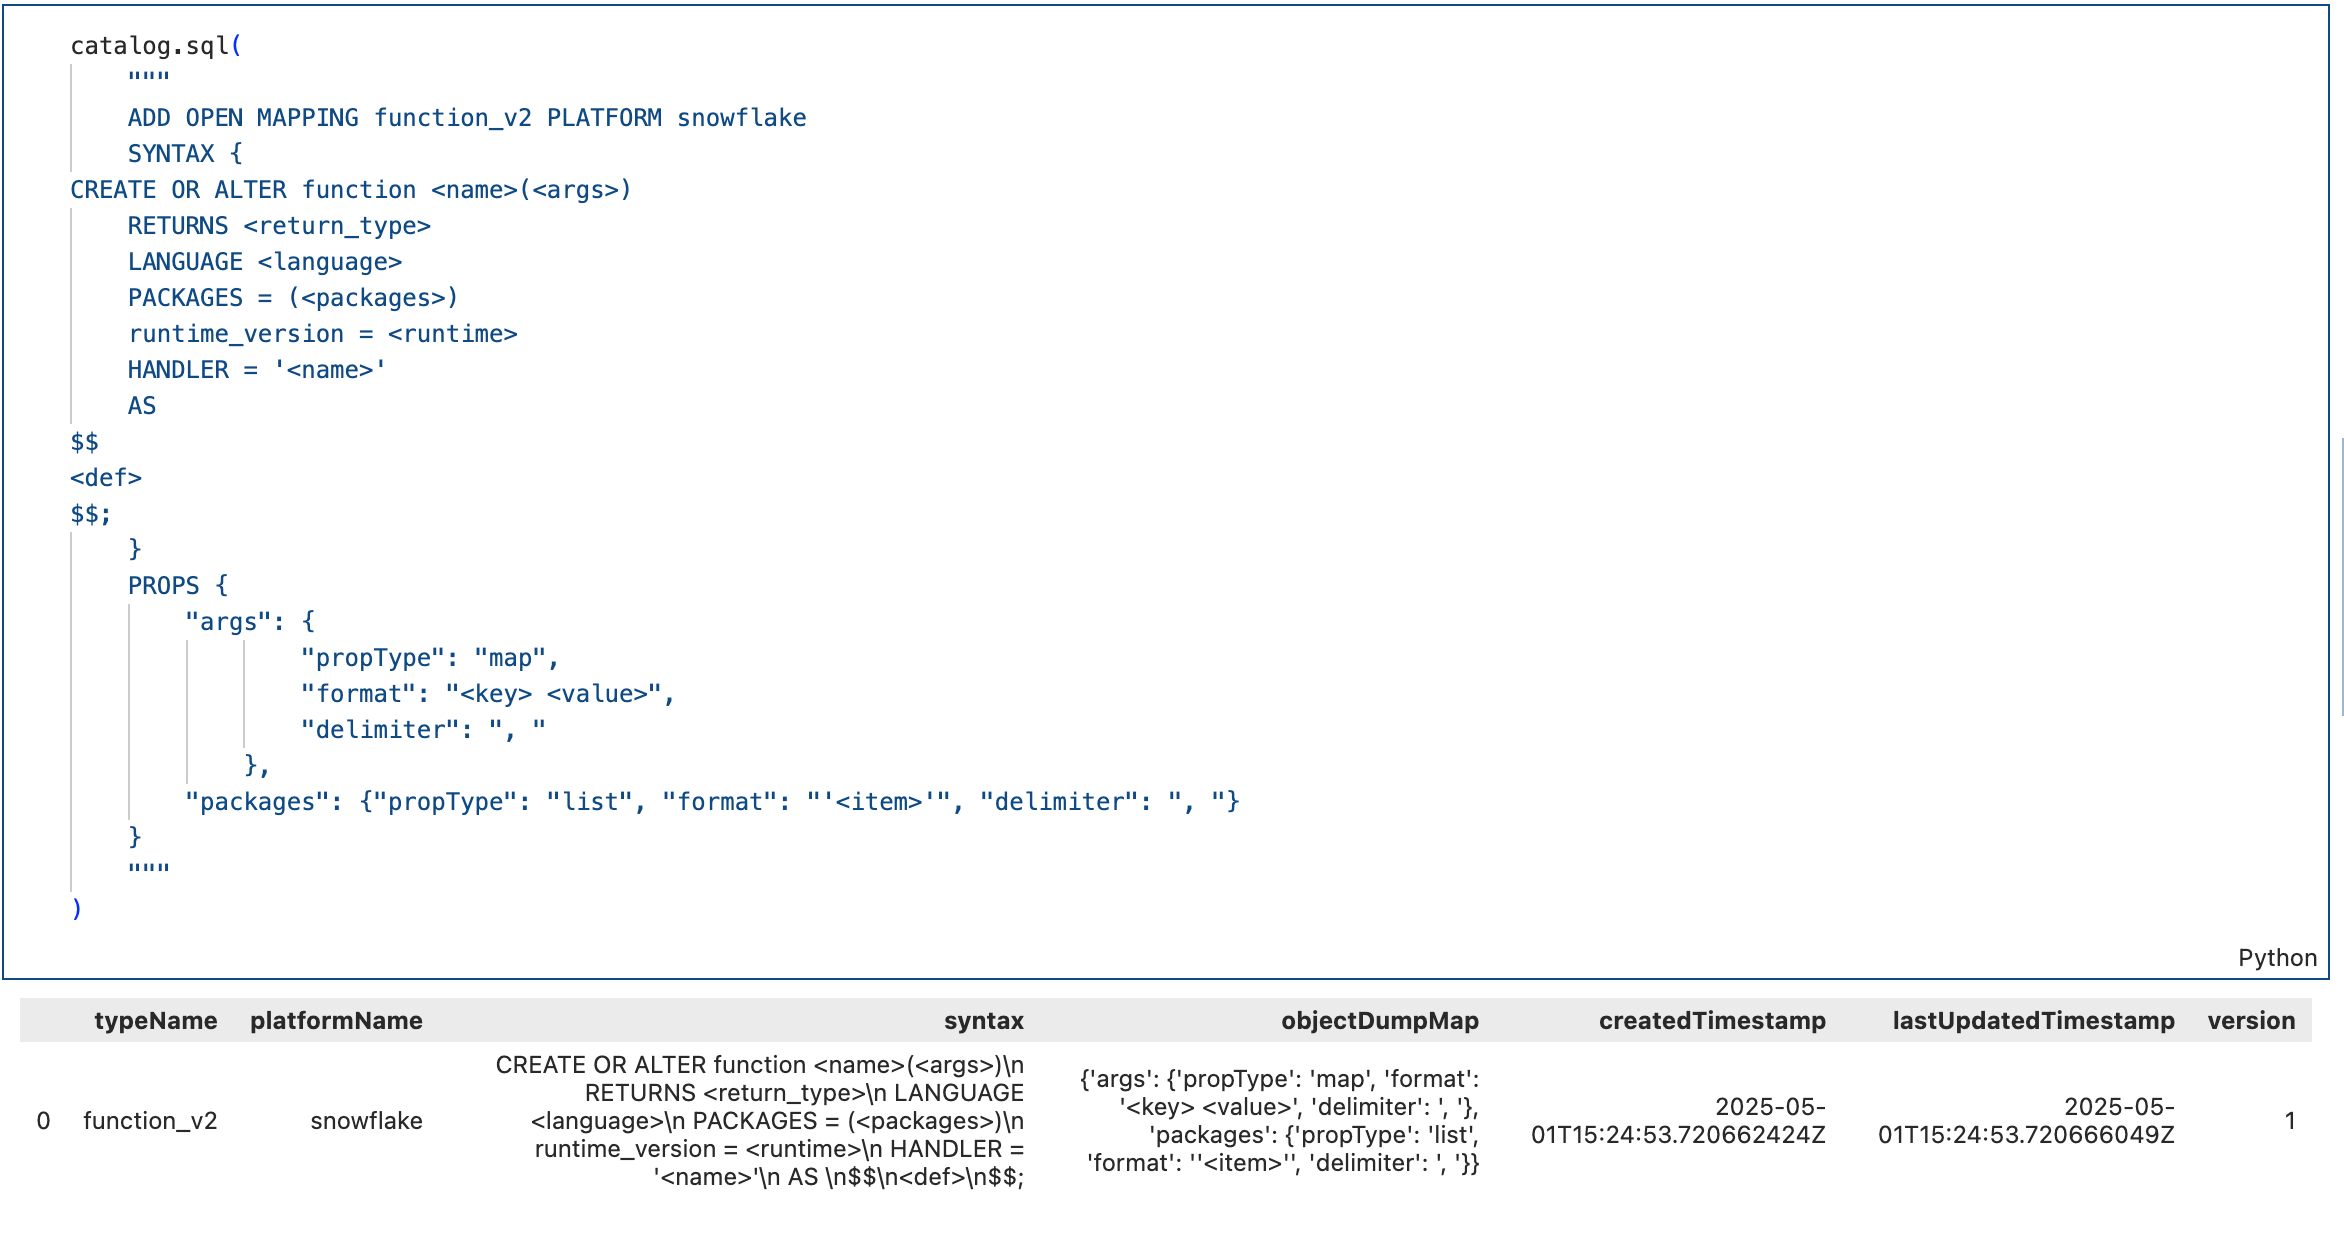 catalog.sql(
    """
    ADD OPEN MAPPING function_v2 PLATFORM snowflake
    SYNTAX {
CREATE OR ALTER function <name>(<args>)
    RETURNS <return_type>
    LANGUAGE <language>
    PACKAGES = (<packages>)
    runtime_version = <runtime>
    HANDLER = '<name>'
    AS
$$
<def>
$$;
    }
    PROPS {
        "args": {
                "propType": "map",
                "format": "<key> <value>",
                "delimiter": ", "
            },
        "packages": {"propType": "list", "format": "'<item>'", "delimiter": ", "}
    }
    """
)
Python
typeName platformName syntax objectDumpMap createdTimestamp lastUpdatedTimestamp version
0 function_v2 snowflake
CREATE OR ALTER function <name>(<args>)\n
RETURNS <return_type>\n LANGUAGE
<language>\n PACKAGES = (<packages>)\n
runtime_version = <runtime>\n HANDLER =
'<name>'\n AS \n$$\n<def>\n$$;
{'args': {'propType': 'map', 'format':
'<key> <value>', 'delimiter': ', '},
'packages': {'propType': 'list',
'format': ''<item>'', 'delimiter': ', '}}
2025-05-
01T15:24:53.720662424Z
2025-05-
01T15:24:53.720666049Z
1